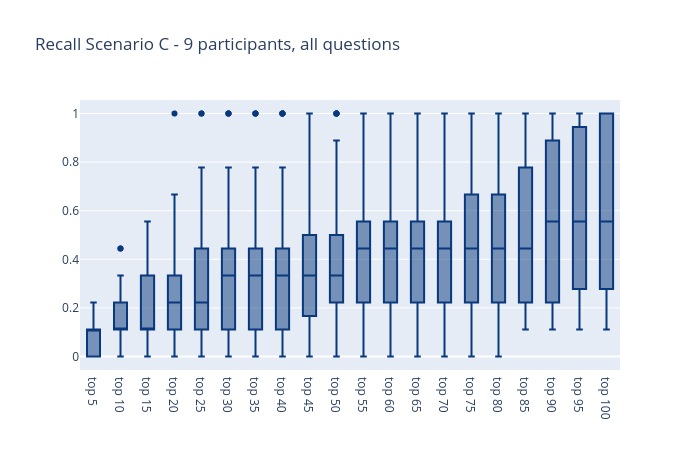 Recall Scenario C - 9 participants, all questions
1
0.8
0.6
0.4
0.2
0
top 5
top 10
top 15
top 20
top 25
top 30
top 35
top 40
top 45
top 50
top 55
top 60
top 65
top 70
top 75
top 80
top 85
top 90
top 95
top 100